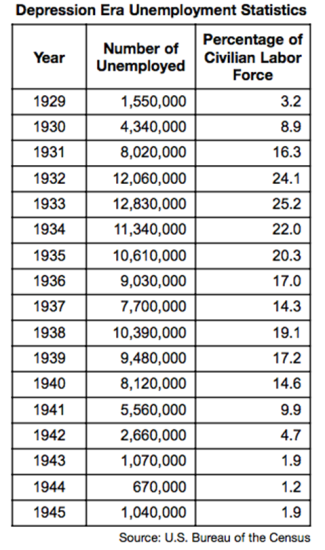 Depression Era Unemployment Statistics
Year Number of Unemployed Percentage of Civilian Labor Force
1929 1,550,000 3.2
1930 4,340,000 8.9
1931 8,020,000 16.3
1932 12,060,000 24.1
1933 12,830,000 25.2
1934 11,340,000 22.0
1935 10,610,000 20.3
1936 9,030,000 17.0
1937 7,700,000 14.3
1938 10,390,000 19.1
1939 9,480,000 17.2
1940 8,120,000 14.6
1941 5,560,000 9.9
1942 2,660,000 4.7
1943 1,070,000 1.9
1944 670,000 1.2
1945 1,040,000 1.9
Source: U.S. Bureau of the Census